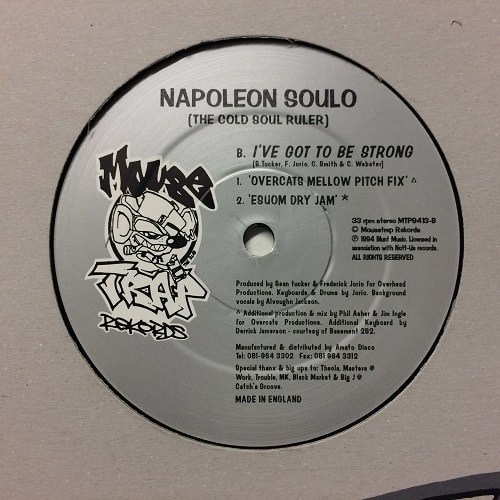 NAPOLEON SOULO
(THE COLD SOUL RULER)
B. I'VE GOT TO BE STRONG
(S.Tucker, F. Jorio, C. Smith & C. Webster)
1. 'OVERCATS MELLOW PITCH FIX' ^
2. 'ESUOM DRY JAM' *
MOUSE
TRAP
REKORDS
33 rpm stereo MTP9413-B
© Mousetrap Rekords
℗ 1994 Blunt Music. Licensed in
association with Nott-Us records.
ALL RIGHTS RESERVED
Produced by Sean Tucker & Frederick Jorio for Overhead
Productions. Keyboards & Drums by Jorio. Background
vocals by Alvoughn Jackson.
^ Additional production & mix by Phil Asher & Jim Ingle
for Overcats Productions. Additional Keyboard by
Derrick Jamerson - courtesy of Basement 282.
Manufactured & distributed by Amato Disco
Tel: 081-964 3302 Fax: 081 964 3312
Special thanx & big ups to: Theola, Masters @
Work, Trouble, MK, Black Market & Big J @
Catch's Groove.
MADE IN ENGLAND